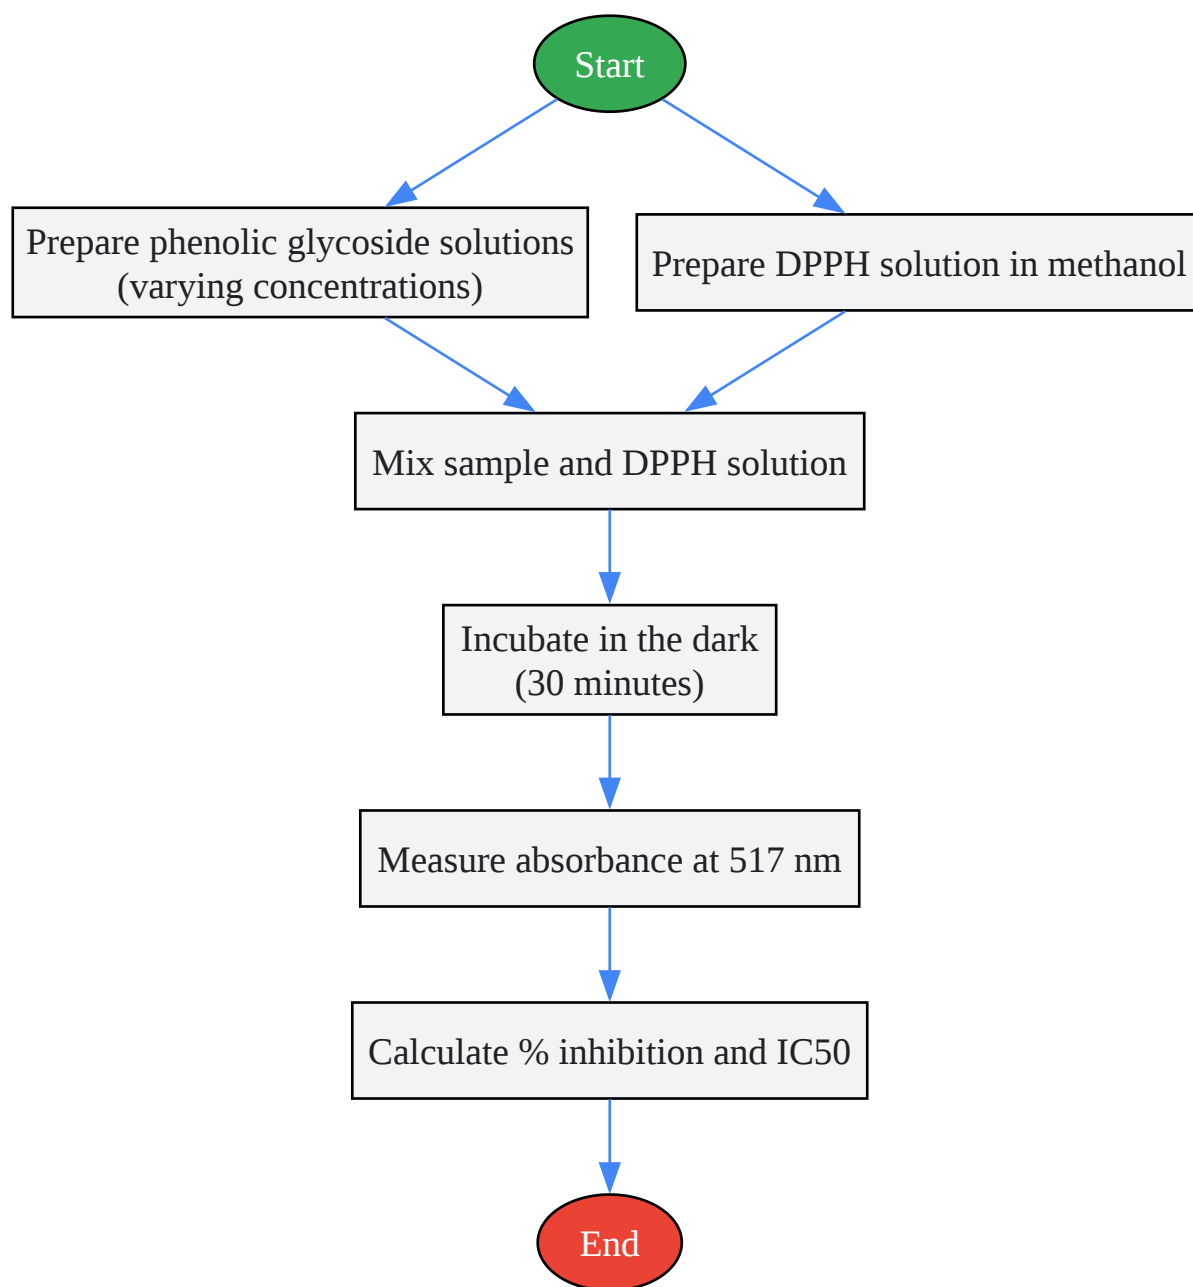 Start
Prepare phenolic glycoside solutions
(varying concentrations)
Prepare DPPH solution in methanol
Mix sample and DPPH solution
Incubate in the dark
(30 minutes)
Measure absorbance at 517 nm
Calculate % inhibition and IC50
End